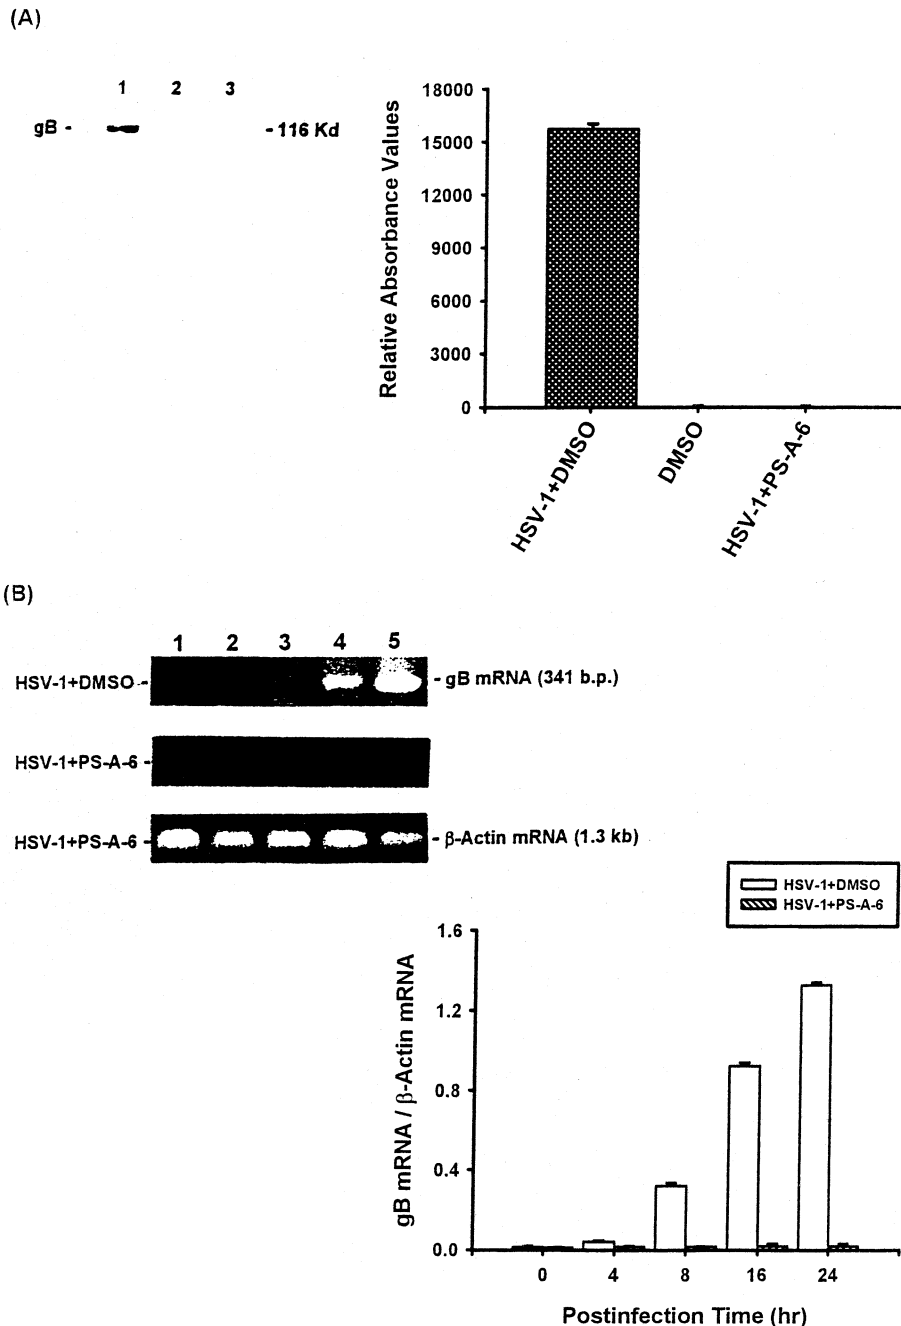 (A)
1 2 3
gB -
- 116 Kd
Relative Absorbance Values
18000
15000
12000
9000
6000
3000
0
HSV-1+DMSO
DMSO
HSV-1+PS-A-6
(B)
1 2 3 4 5
HSV-1+DMSO -
- gB mRNA (341 b.p.)
HSV-1+PS-A-6 -
HSV-1+PS-A-6 -
- β-Actin mRNA (1.3 kb)
HSV-1+DMSO
HSV-1+PS-A-6
gB mRNA / β-Actin mRNA
1.6
1.2
0.8
0.4
0.0
0 4 8 16 24
Postinfection Time (hr)